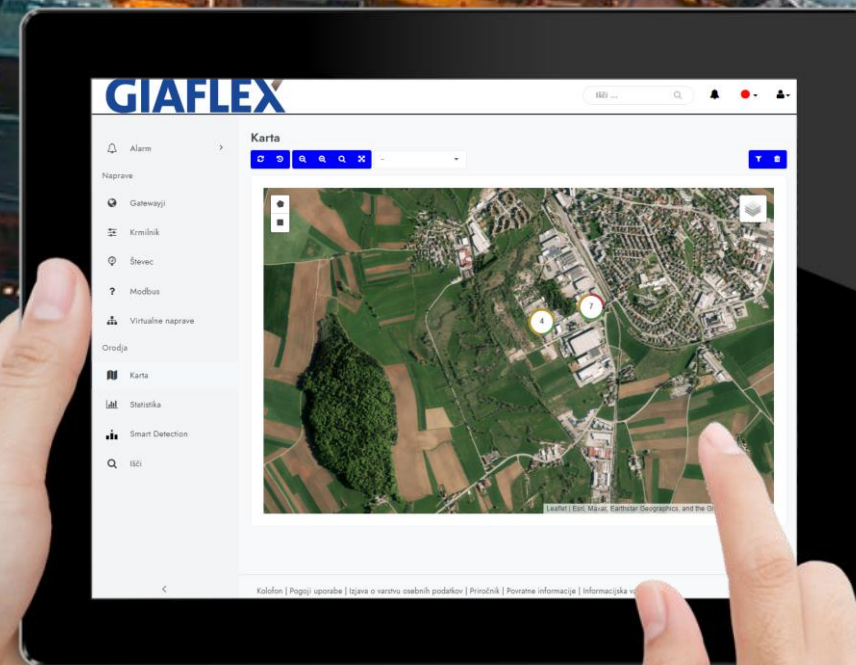 GIAFLEX
Išči ...
Alarm
Naprave
Gatewayji
Krmilnik
Števec
Modbus
Virtualne naprave
Orodja
Karta
Statistika
Smart Detection
Išči
Karta
--
4
7
Leaflet | Esri, Maxar, Earthstar Geographics, and the
Kolofon | Pogoji uporabe | Izjava o varstvu osebnih podatkov | Priročnik | Povratne informacije | Informacijska